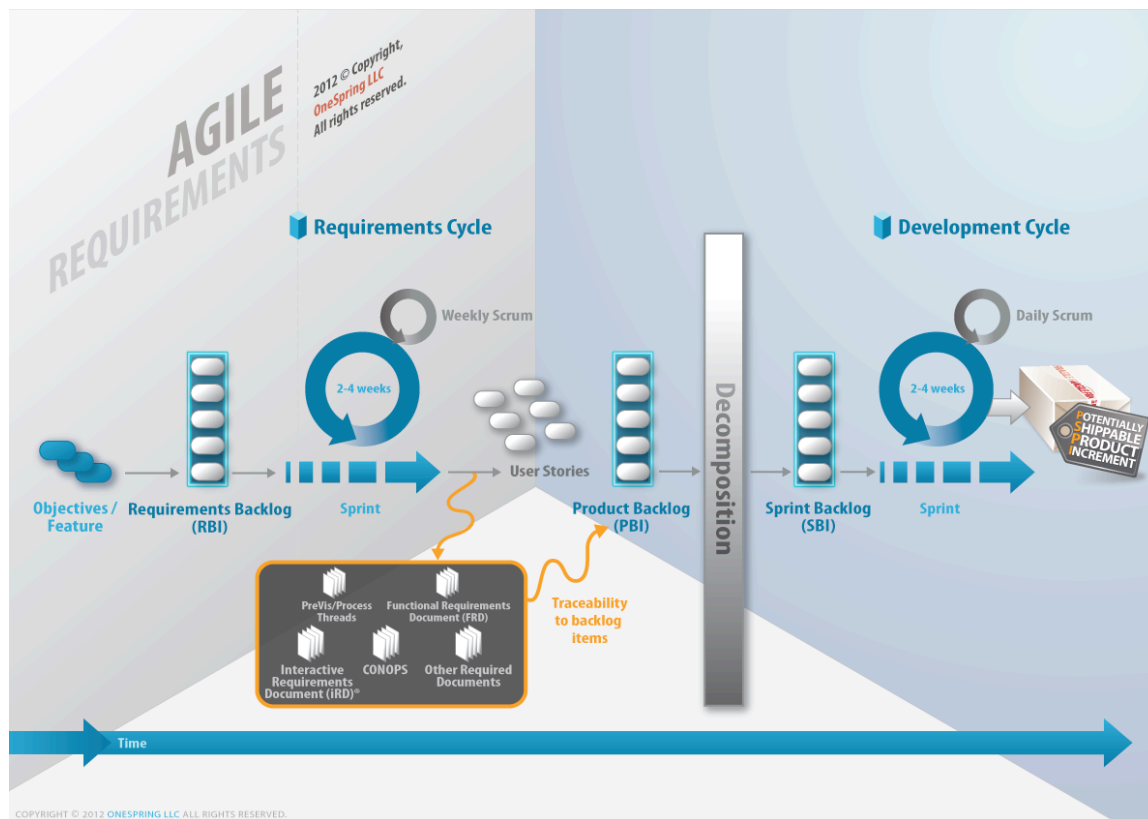 AGILE
REQUIREMENTS
2012 © Copyright,
OneSpring LLC
All rights reserved.
Requirements Cycle
Development Cycle
Weekly Scrum
Daily Scrum
2-4 weeks
2-4 weeks
Objectives /
Feature
Requirements Backlog
(RBI)
Sprint
User Stories
Product Backlog
(PBI)
Decomposition
Sprint Backlog
(SBI)
Sprint
POTENTIALLY
SHIPPABLE
PRODUCT
INCREMENT
PreVis/Process
Threads
Functional Requirements
Document (FRD)
Interactive
Requirements
Document (iRD)®
CONOPS
Other Required
Documents
Traceability
to backlog
items
Time
COPYRIGHT © 2012 ONESPRING LLC ALL RIGHTS RESERVED.